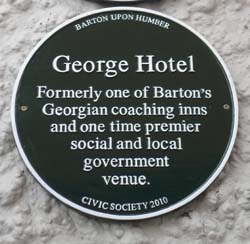 BARTON UPON HUMBER
George Hotel
Formerly one of Barton's
Georgian coaching inns
and one time premier
social and local
government
venue.
CIVIC SOCIETY 2010